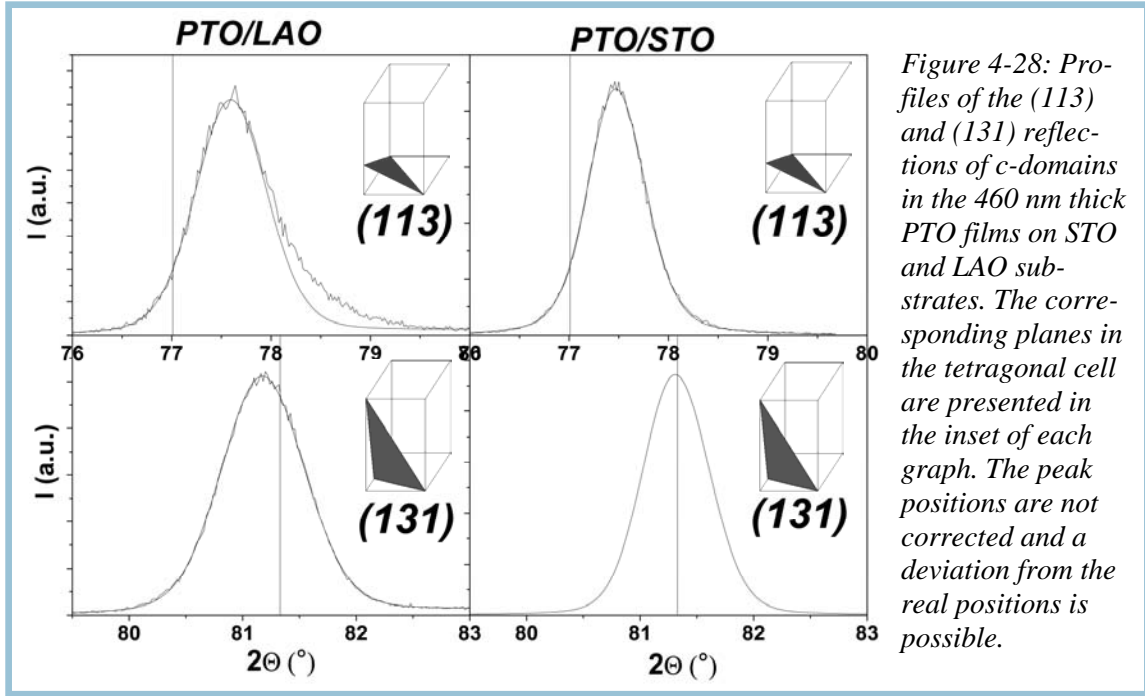 PTO/LAO
PTO/STO
(113)
(113)
I (a.u.)
76 77 78 79 80
76 77 78 79 80
(131)
(131)
I (a.u.)
80 81 82 83
80 81 82 83
2Θ (°)
2Θ (°)
Figure 4-28: Pro-
files of the (113)
and (131) reflec-
tions of c-domains
in the 460 nm thick
PTO films on STO
and LAO sub-
strates. The corre-
sponding planes in
the tetragonal cell
are presented in
the inset of each
graph. The peak
positions are not
corrected and a
deviation from the
real positions is
possible.